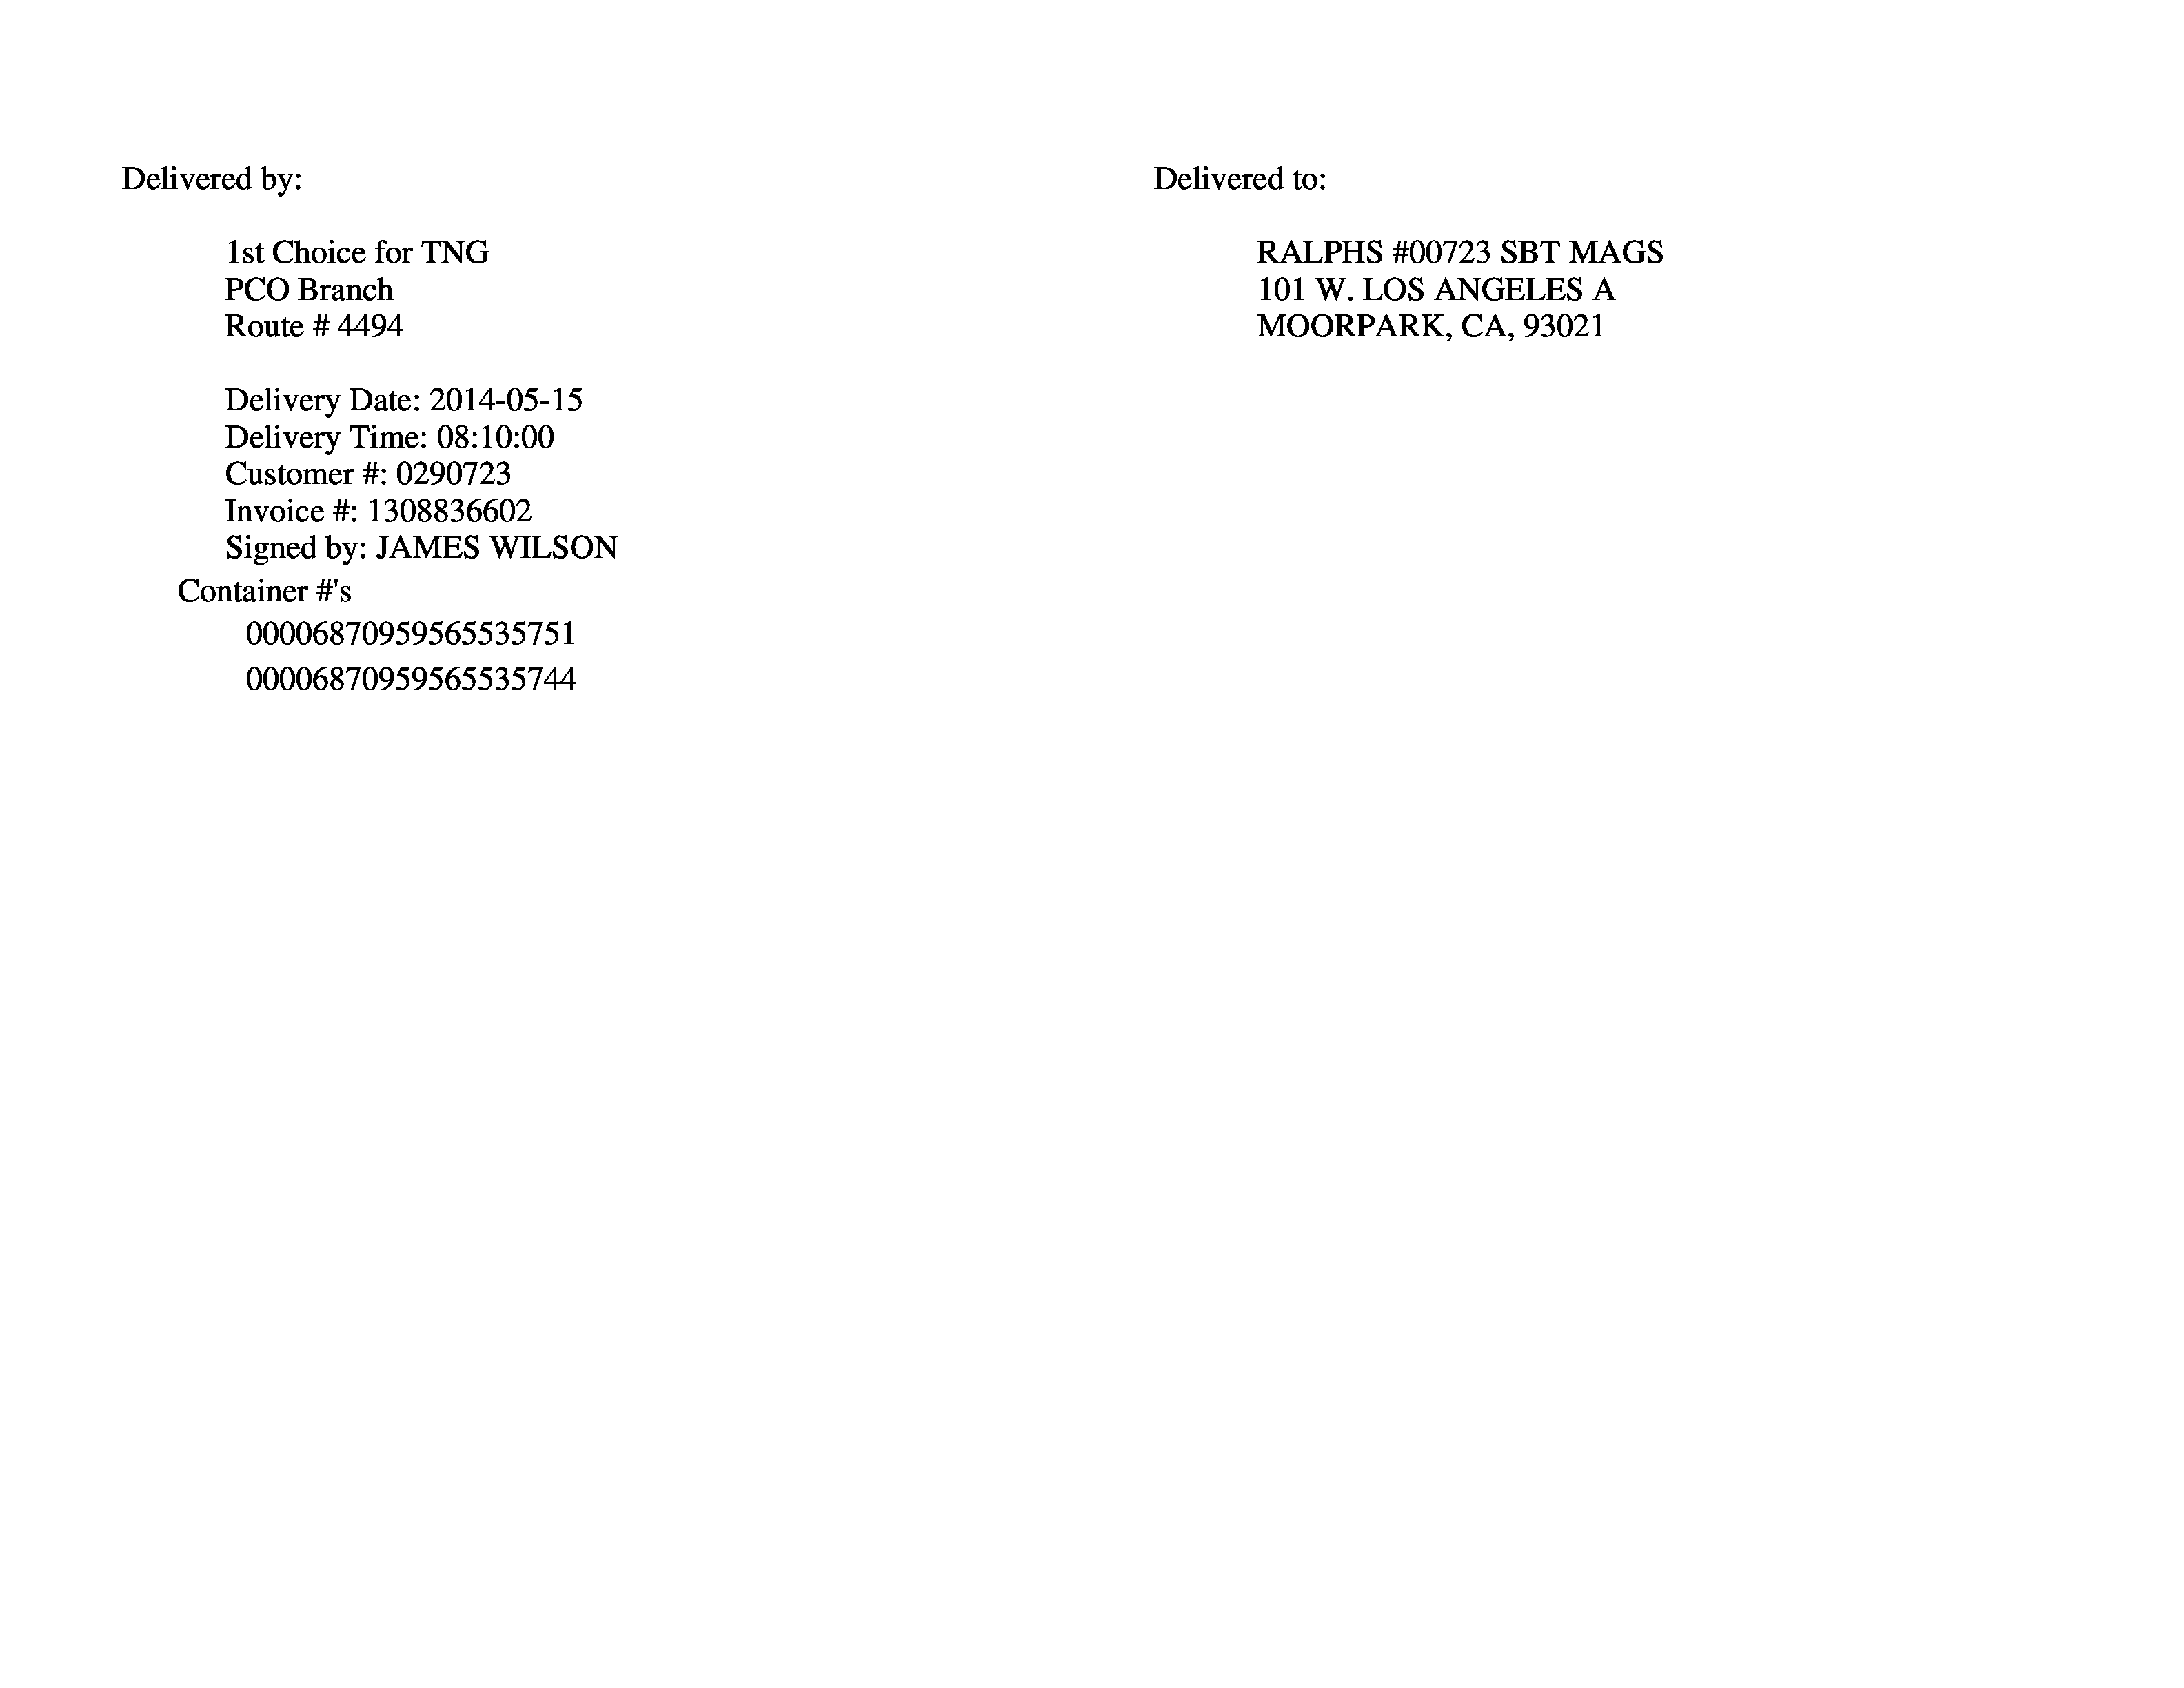 Delivered by:
1st Choice for TNG
PCO Branch
Route # 4494
Delivery Date: 2014-05-15
Delivery Time: 08:10:00
Customer #: 0290723
Invoice #: 1308836602
Signed by: JAMES WILSON
Container #'s
00006870959565535751
00006870959565535744
Delivered to:
RALPHS #00723 SBT MAGS
101 W. LOS ANGELES A
MOORPARK, CA, 93021